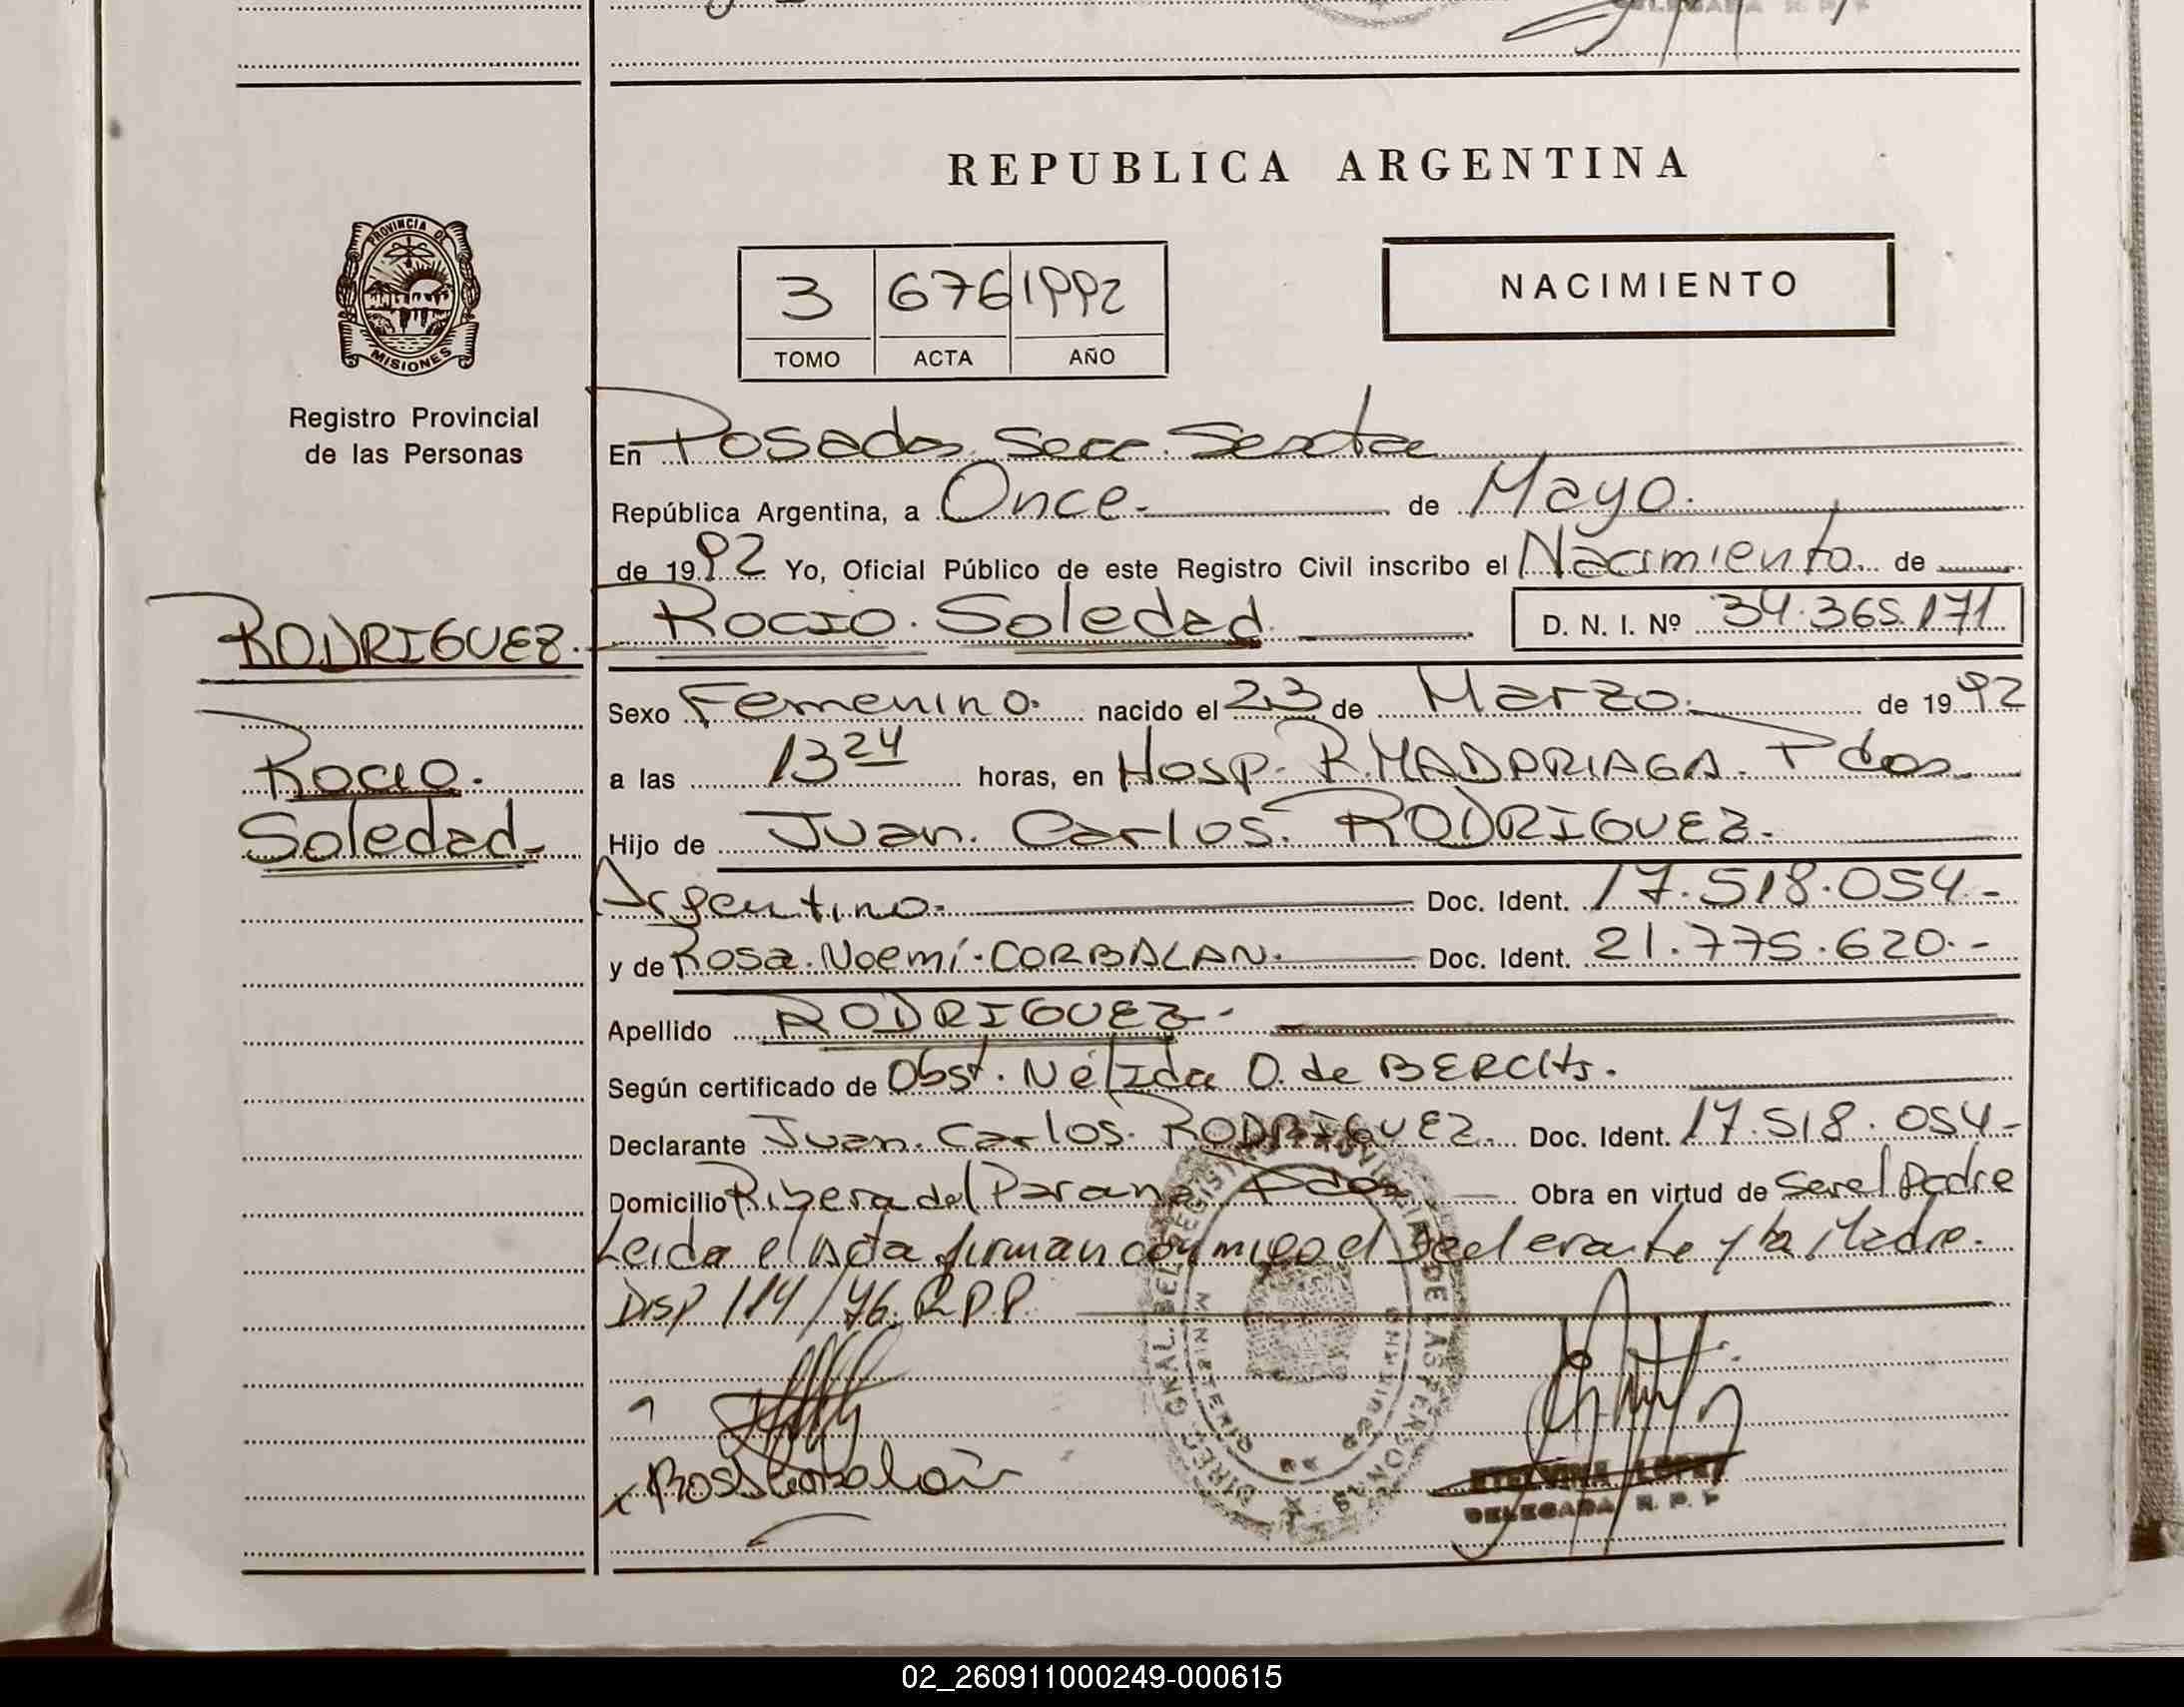 REPUBLICA ARGENTINA
PROVINCIA DE
MISIONES
Registro Provincial
de las Personas
3 676 1992
TOMO ACTA AÑO
NACIMIENTO
En Posadas Secc. Sexta
República Argentina, a Once de Mayo.
de 1992 Yo, Oficial Público de este Registro Civil inscribo el Nacimiento de
RODRIGUEZ. Rocio. Soledad D. N. I. Nº 34.365.171
Sexo Femenino. nacido el 23 de Marzo. de 1992
Rocio. a las 13 24 horas, en Hosp. R. MADARIAGA. Pdas
Soledad Hijo de Juan. Carlos. RODRIGUEZ.
Argentino. Doc. Ident. 17.518.054-
y de Rosa. Noemí. CORBALAN. Doc. Ident. 21.775.620.-
Apellido RODRIGUEZ.
Según certificado de Obst. Nélida O. de
Declarante Juan. Carlos. RODRIGUEZ. Doc. Ident. 17.518.054-
Domicilio Ribera del Parana Pdas Obra en virtud de Ser el Padre
Leida el Acta firman conmigo el declarante y la Madre.
Disp 114/76. R.P.P.
Rosa Corbalan
LOPEZ
DELEGADA R. P. P
02_260911000249-000615